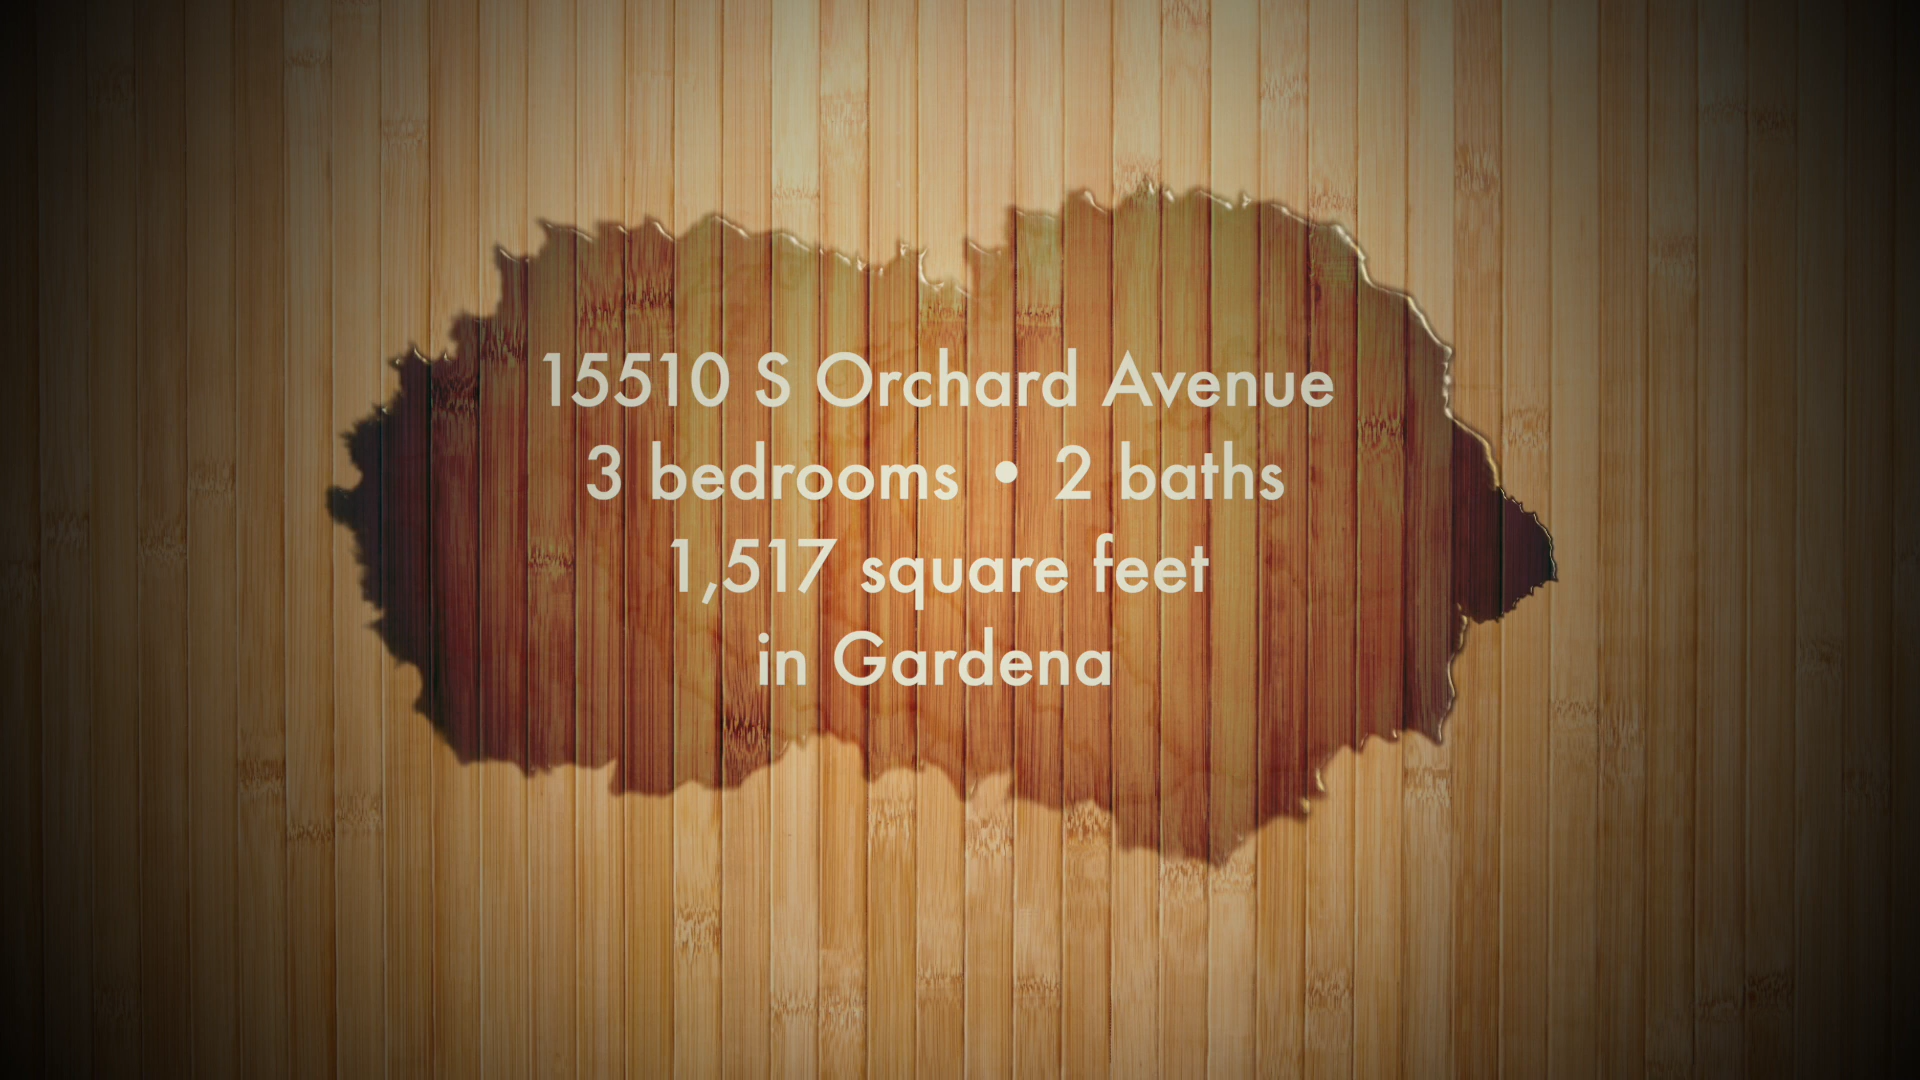 15510 S Orchard Avenue
3 bedrooms • 2 baths
1,517 square feet
in Gardena